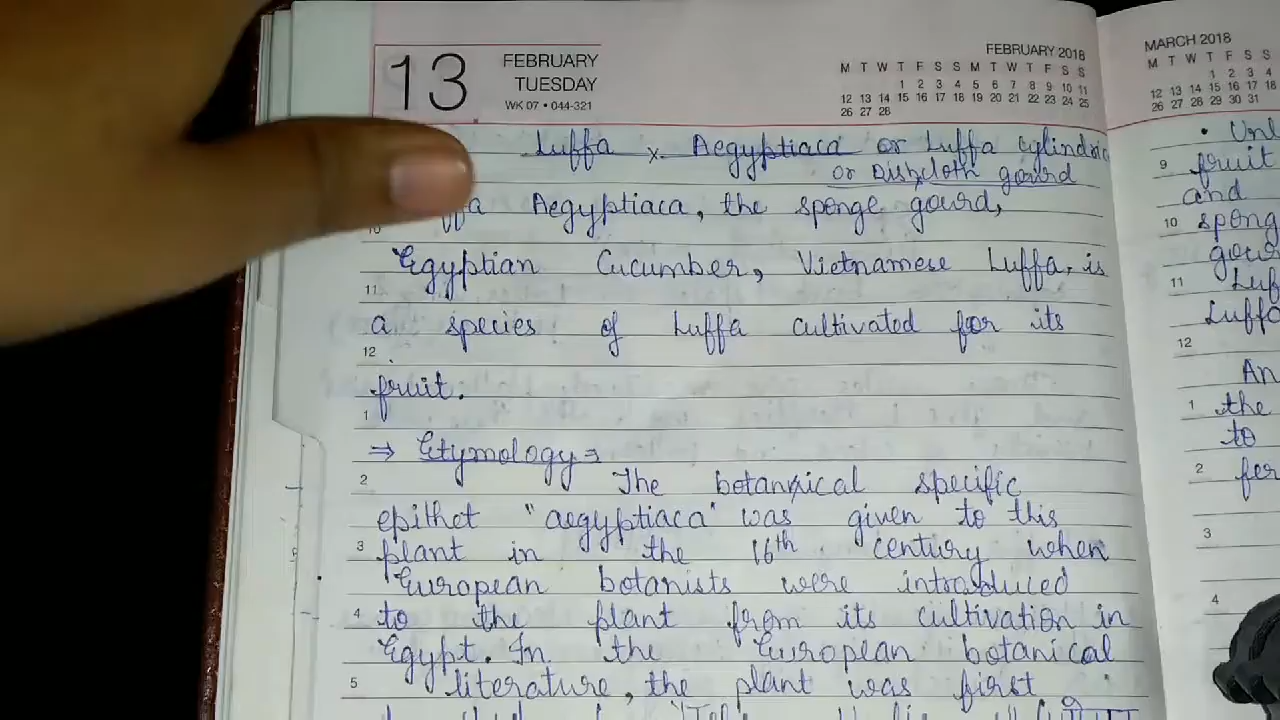 13
FEBRUARY
TUESDAY
WK 07 • 044-321
FEBRUARY 2018
M T W T F S S M T W T F S S
1 2 3 4 5 6 7 8 9 10 11
12 13 14 15 16 17 18 19 20 21 22 23 24 25
26 27 28
Luffa x Aegyptiaca or Luffa cylindric
or Dishcloth gourd
Aegyptiaca, the sponge gourd,
10
Egyptian Cucumber, Vietnamese Luffa, is
11
a species of Luffa cultivated for its
12
fruit.
1
⇒ Etymology ⇒
2
The botanical specific
epithet "aegyptiaca" was given to this
3
plant in the 16th century when
European botanists were introduced
4
to the plant from its cultivation in
Egypt. In the European botanical
5
literature, the plant was first
MARCH 2018
M T W T F S S
1 2 3 4
12 13 14 15 16 17 18
26 27 28 29 30 31
• Unl
9
fruit
and
10
spong
gour
11
Luf
Luffa
12
An
1
the
to
2
fer
3
4